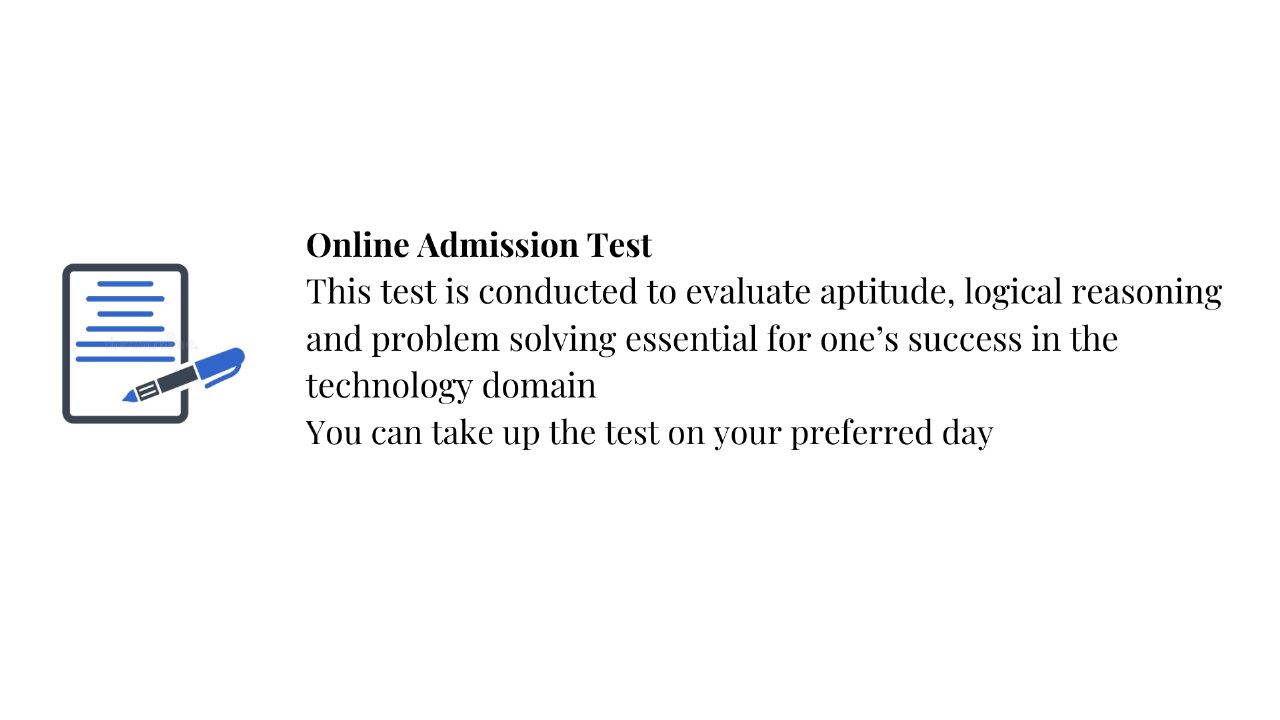 Online Admission Test
This test is conducted to evaluate aptitude, logical reasoning
and problem solving essential for one’s success in the
technology domain
You can take up the test on your preferred day